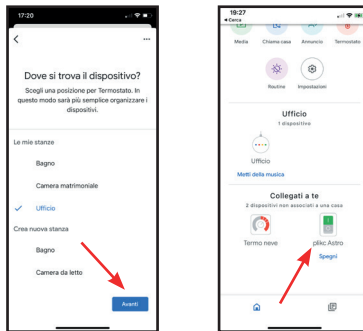 17:20
Dove si trova il dispositivo?
Scegli una posizione per Termostato. In
questo modo sarà più semplice organizzare i
dispositivi.
Le mie stanze
Bagno
Camera matrimoniale
Ufficio
Crea nuova stanza
Bagno
Camera da letto
Avanti
19:27
Cerca
Media
Chiama casa
Annuncio
Termostato
Routine
Impostazioni
Ufficio
1 dispositivo
Ufficio
Metti della musica
Collegati a te
2 dispositivi non associati a una casa
Termo neve
plikc Astro
Spegni